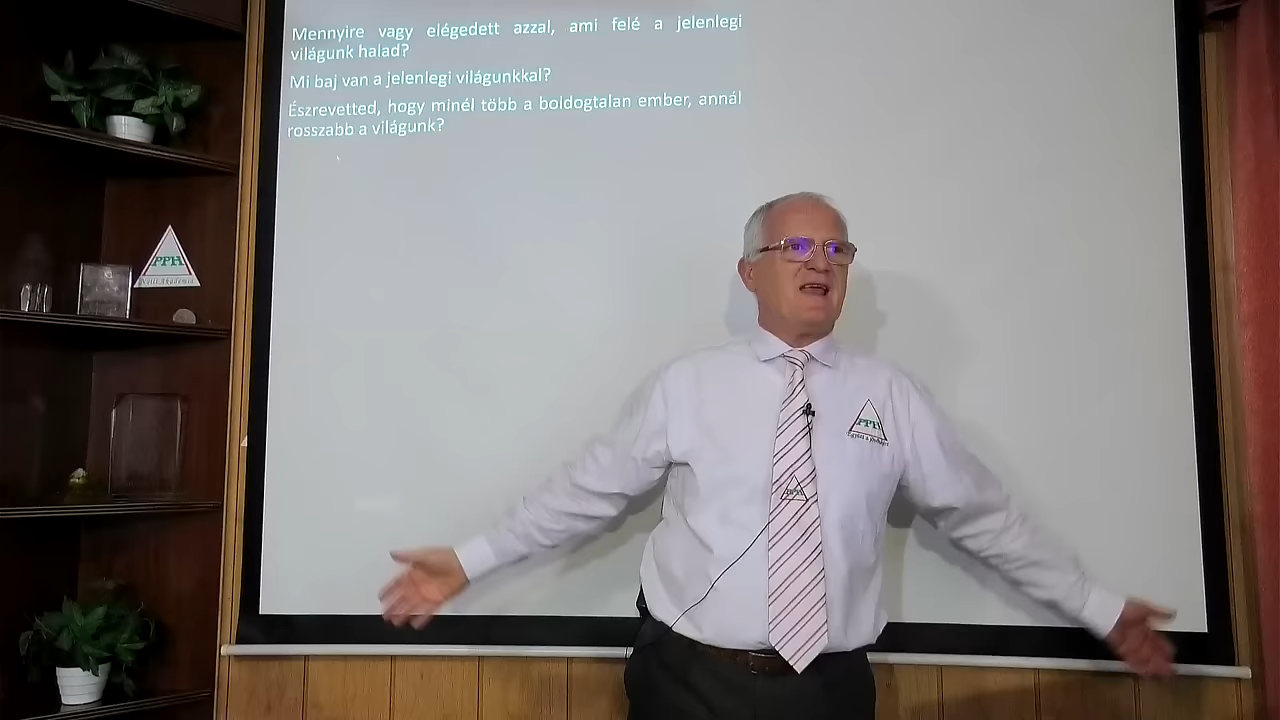 Mennyire vagy elégedett azzal, ami felé a jelenlegi
világunk halad?
Mi baj van a jelenlegi világunkkal?
Észrevetted, hogy minél több a boldogtalan ember, annál
rosszabb a világunk?
PPH
PPH
PPH